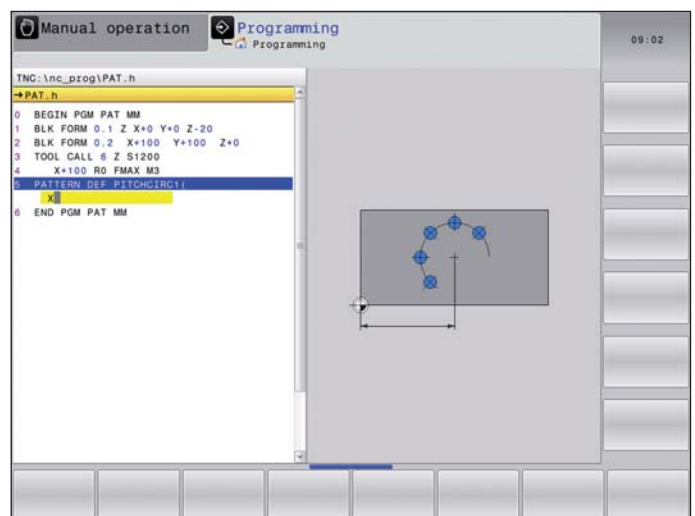 Manual operation
Programming
Programming
09:02
TNC:\nc_prog\PAT.h
→PAT.h
0 BEGIN PGM PAT MM
1 BLK FORM 0.1 Z X+0 Y+0 Z-20
2 BLK FORM 0.2 X+100 Y+100 Z+0
3 TOOL CALL 6 Z S1200
4 X+100 R0 FMAX M3
5 PATTERN DEF PITCHCIRC1(
X
6 END PGM PAT MM